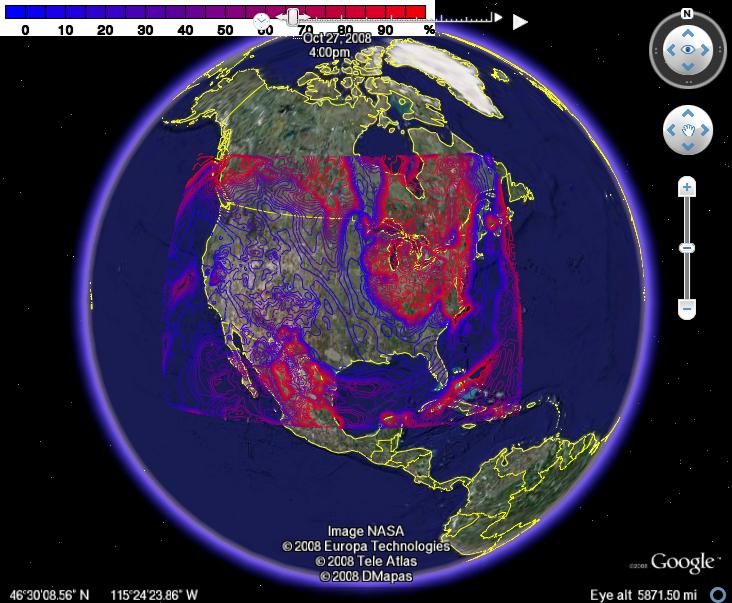 0 10 20 30 40 50 60 70 80 90 %
Oct 27, 2008
4:00pm
N
Image NASA
© 2008 Europa Technologies
© 2008 Tele Atlas
© 2008 DMapas
©2008 Google™
46°30'08.56" N 115°24'23.86" W
Eye alt 5871.50 mi